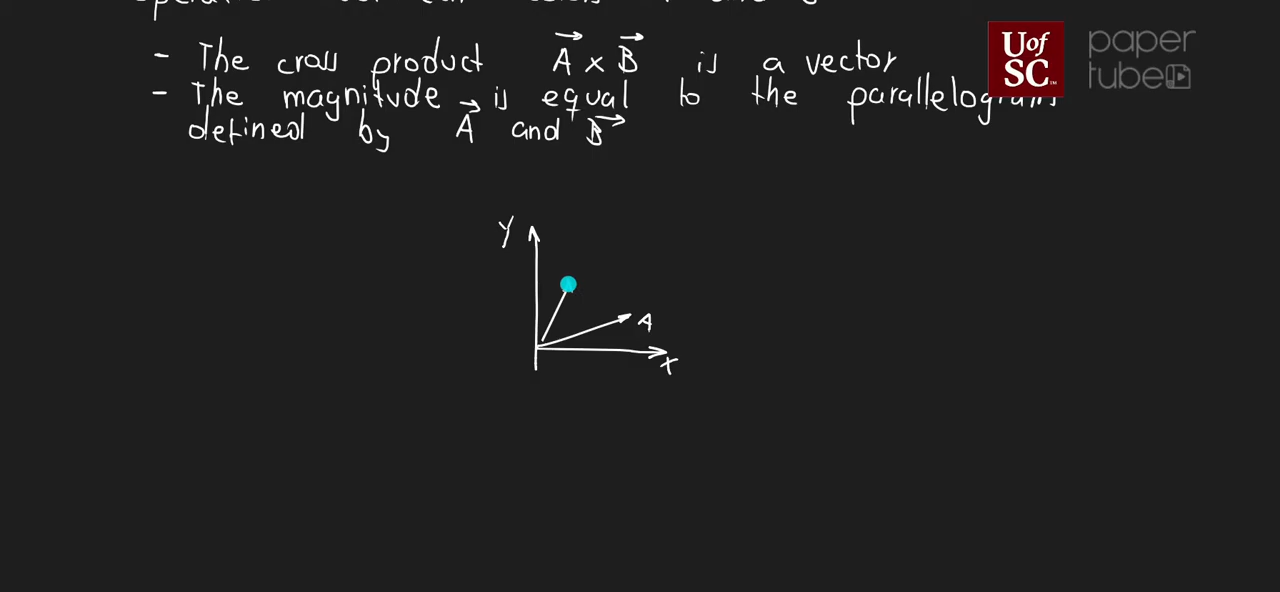 - The cross product A x B is a vector
- The magnitude is equal to the parallelogram
defined by A and B
Y
A
X
U of SC
paper tube